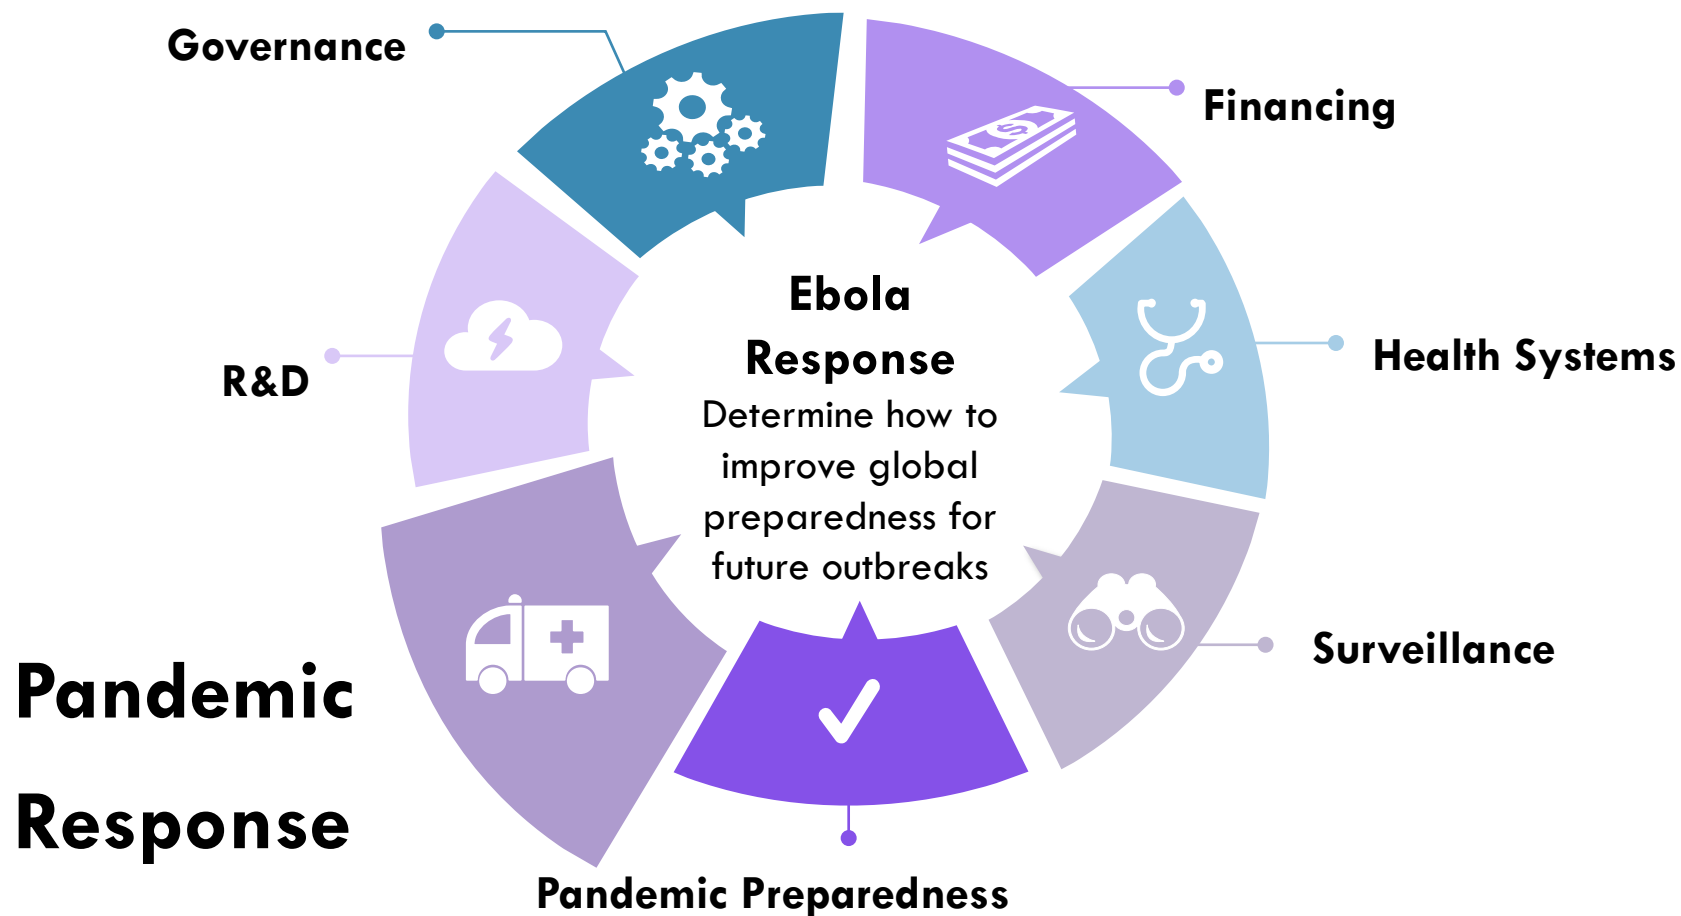 Governance
Financing
Ebola
Response
Determine how to
improve global
preparedness for
future outbreaks
Health Systems
R&D
Surveillance
Pandemic
Response
Pandemic Preparedness